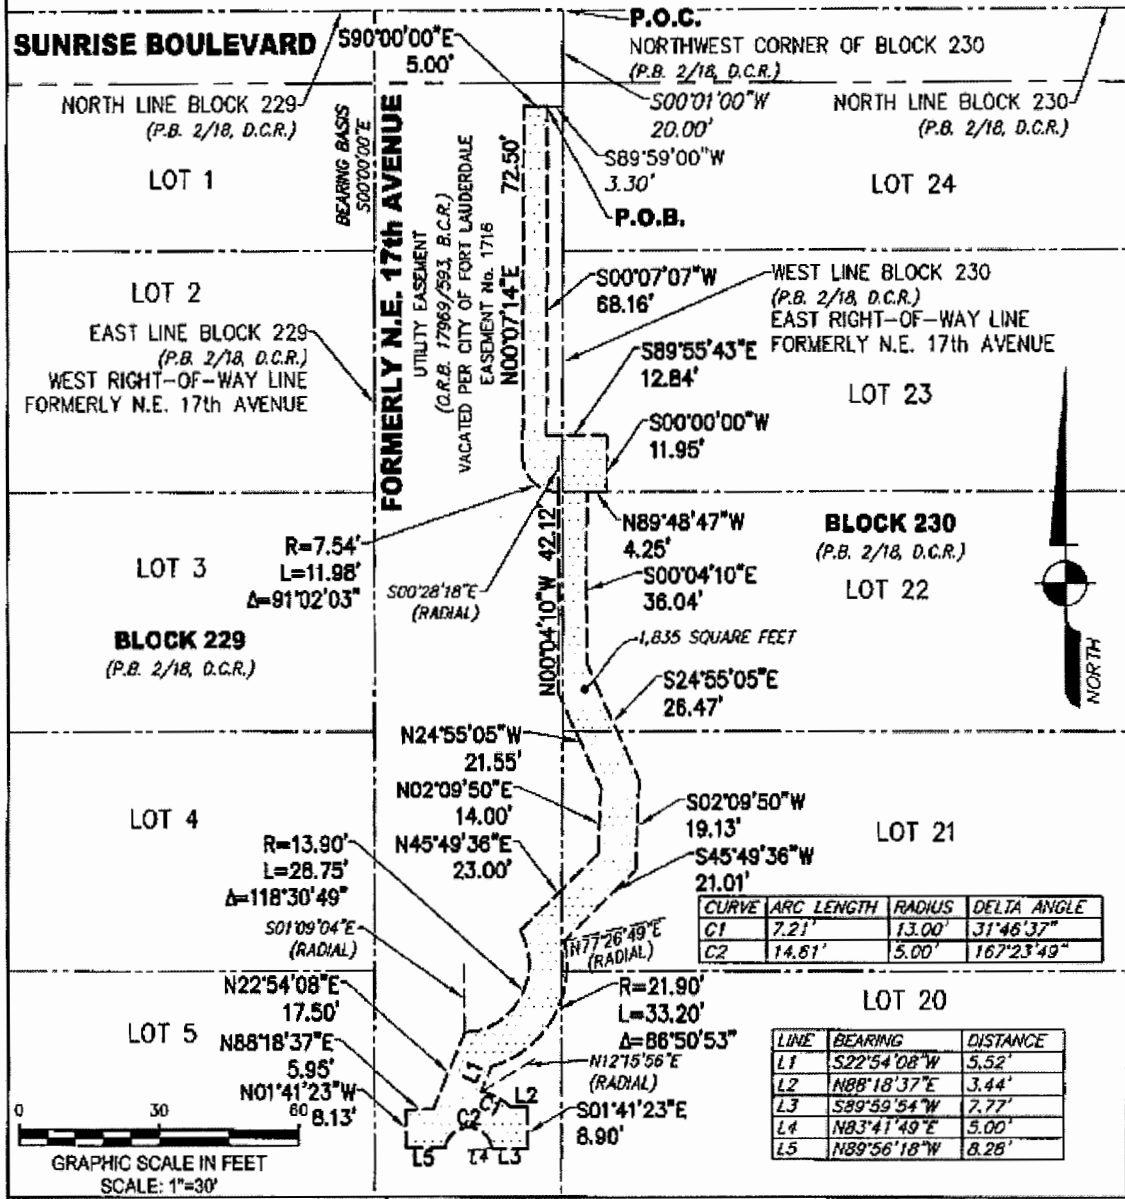 P.O.C.
SUNRISE BOULEVARD
S90°00'00"E
5.00'
NORTHWEST CORNER OF BLOCK 230
(P.B. 2/18, D.C.R.)
NORTH LINE BLOCK 229
(P.B. 2/18, D.C.R.)
S00°01'00"W
20.00'
NORTH LINE BLOCK 230
(P.B. 2/18, D.C.R.)
BEARING BASIS
S00°00'00"E
FORMERLY N.E. 17th AVENUE
UTILITY EASEMENT
(O.R.B. 17969/593, B.C.R.)
VACATED PER CITY OF FORT LAUDERDALE
EASEMENT No. 1716
N00°07'14"E 72.50'
S89°59'00"W
3.30'
P.O.B.
LOT 1
LOT 24
LOT 2
S00°07'07"W
68.16'
WEST LINE BLOCK 230
(P.B. 2/18, D.C.R.)
EAST RIGHT-OF-WAY LINE
FORMERLY N.E. 17th AVENUE
EAST LINE BLOCK 229
(P.B. 2/18, D.C.R.)
WEST RIGHT-OF-WAY LINE
FORMERLY N.E. 17th AVENUE
S89°55'43"E
12.84'
LOT 23
S00°00'00"W
11.95'
N89°48'47"W
4.25'
BLOCK 230
(P.B. 2/18, D.C.R.)
LOT 22
R=7.54'
L=11.98'
Δ=91°02'03"
LOT 3
S00°28'18"E
(RADIAL)
N00°04'10"W 42.12'
S00°04'10"E
36.04'
1,835 SQUARE FEET
BLOCK 229
(P.B. 2/18, D.C.R.)
S24°55'05"E
26.47'
NORTH
N24°55'05"W
21.55'
N02°09'50"E
14.00'
S02°09'50"W
19.13'
LOT 4
LOT 21
R=13.90'
L=28.75'
Δ=118°30'49"
N45°49'36"E
23.00'
S45°49'36"W
21.01'
S01°09'04"E
(RADIAL)
N77°26'49"E
(RADIAL)
CURVE ARC LENGTH RADIUS DELTA ANGLE
C1 7.21' 13.00' 31°46'37"
C2 14.61' 5.00' 167°23'49"
N22°54'08"E
17.50'
R=21.90'
L=33.20'
Δ=86°50'53"
LOT 20
LOT 5
N88°18'37"E
5.95'
N12°15'56"E
(RADIAL)
N01°41'23"W
8.13'
S01°41'23"E
8.90'
L1
L2
C1
C2
L5
L4
L3
LINE BEARING DISTANCE
L1 S22°54'08"W 5.52'
L2 N88°18'37"E 3.44'
L3 S89°59'54"W 7.77'
L4 N83°41'49"E 5.00'
L5 N89°56'18"W 8.28'
0 30 60
GRAPHIC SCALE IN FEET
SCALE: 1"=30'